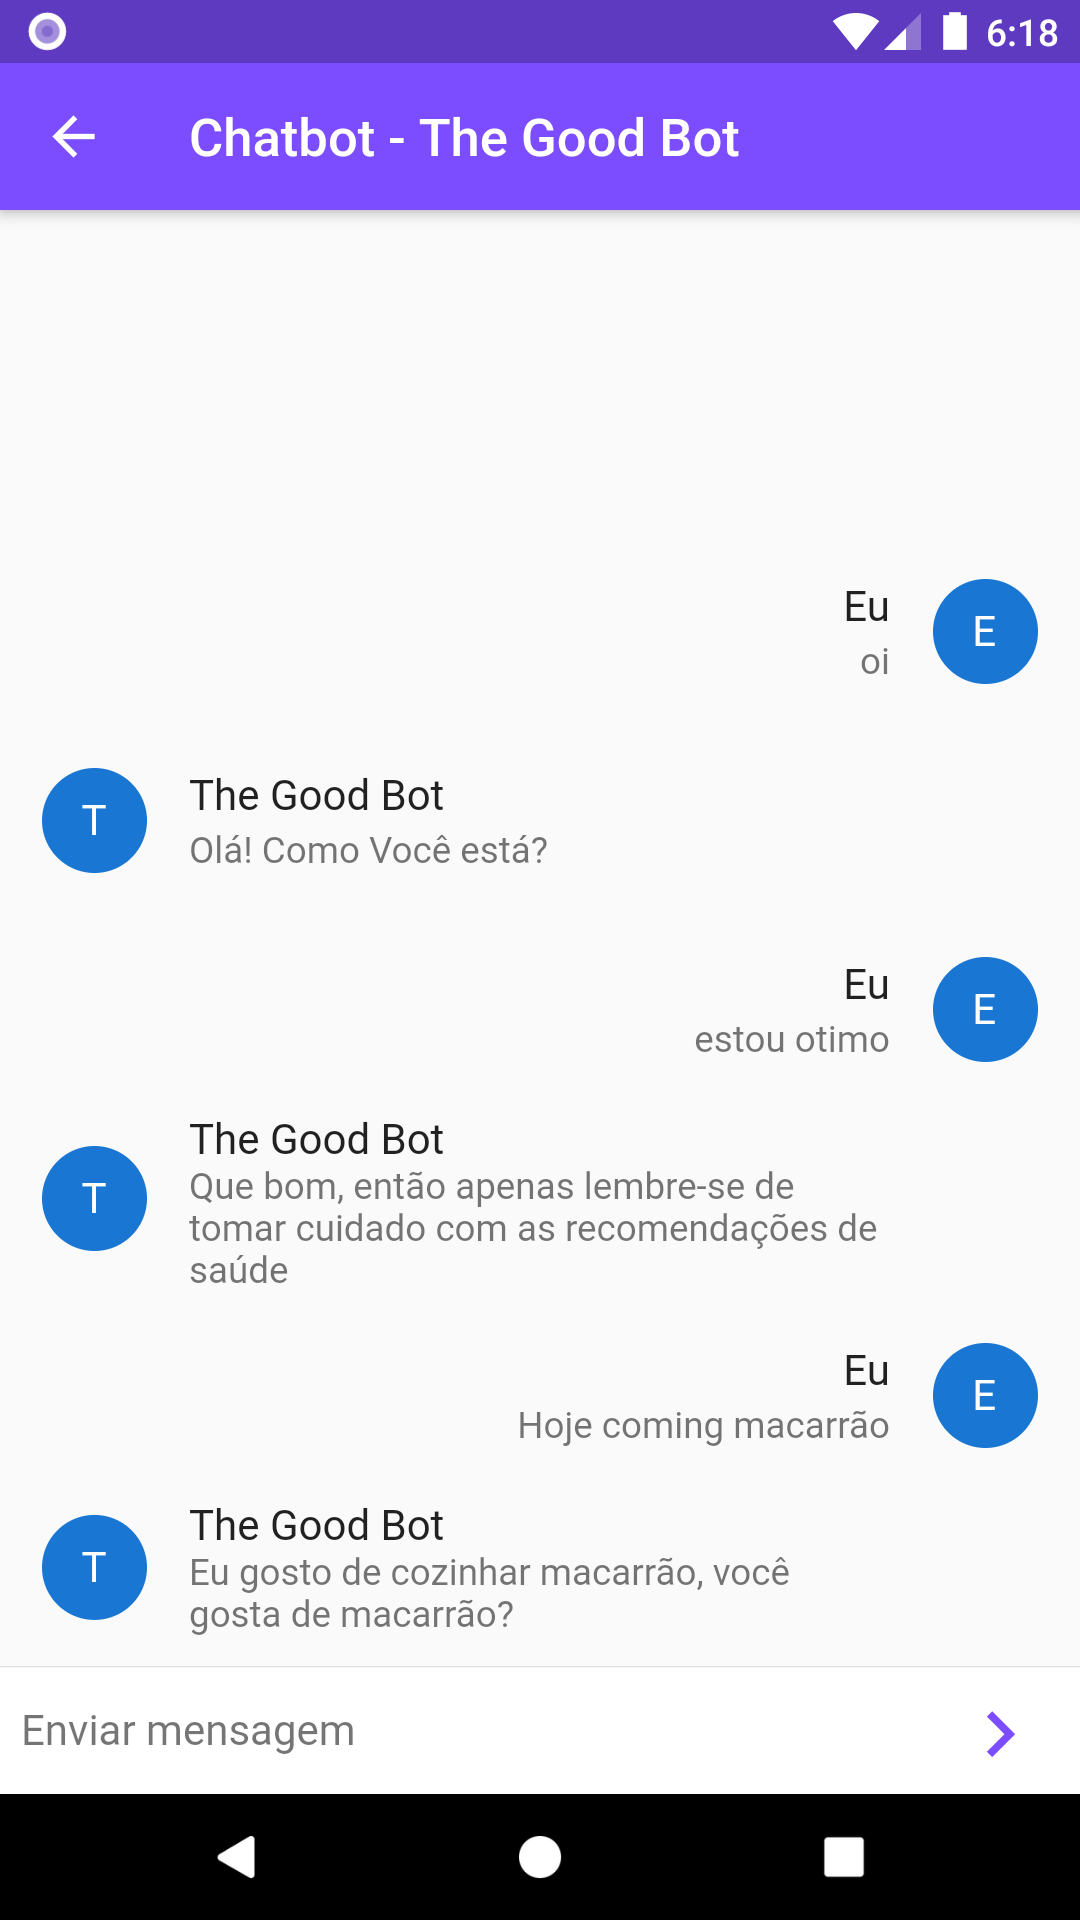 6:18
Chatbot - The Good Bot
Eu
E
oi
The Good Bot
T
Olá! Como Você está?
Eu
E
estou otimo
The Good Bot
T
Que bom, então apenas lembre-se de
tomar cuidado com as recomendações de
saúde
Eu
E
Hoje coming macarrão
The Good Bot
T
Eu gosto de cozinhar macarrão, você
gosta de macarrão?
Enviar mensagem